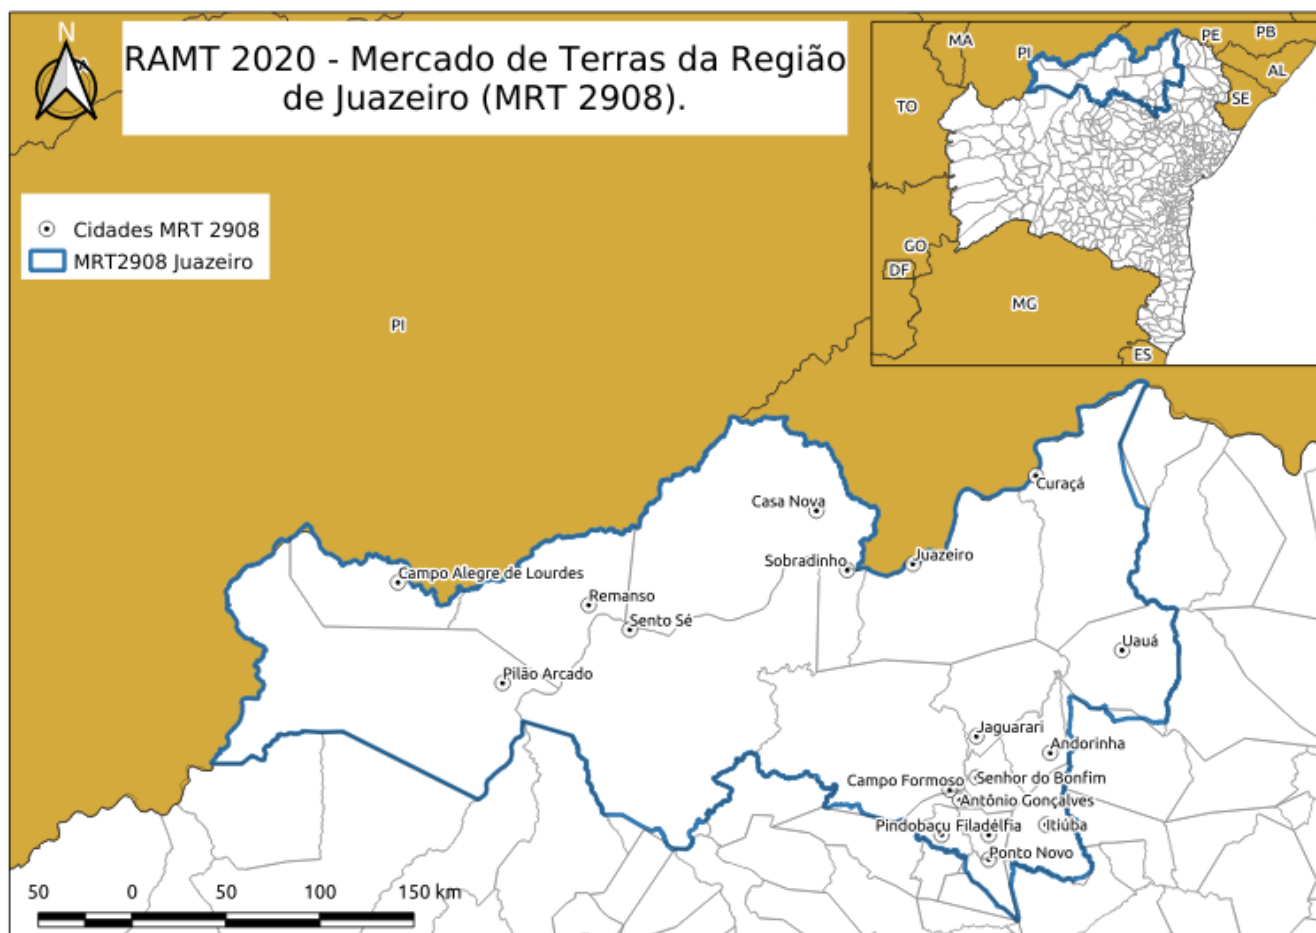 N
RAMT 2020 - Mercado de Terras da Região
de Juazeiro (MRT 2908).
Cidades MRT 2908
MRT2908 Juazeiro
MA
PI
PE
PB
AL
SE
TO
GO
DF
MG
ES
PI
Curaçá
Casa Nova
Sobradinho
Juazeiro
Campo Alegre de Lourdes
Remanso
Sento Sé
Uauá
Pilão Arcado
Jaguarari
Andorinha
Campo Formoso
Senhor do Bonfim
Antônio Gonçalves
Pindobaçu
Filadélfia
Itiúba
Ponto Novo
50 0 50 100 150 km